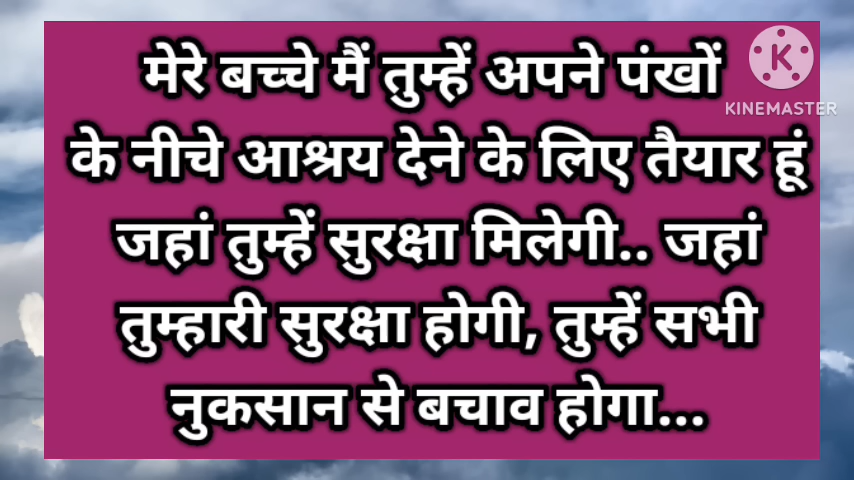 मेरे बच्चे मैं तुम्हें अपने पंखों
के नीचे आश्रय देने के लिए तैयार हूं
जहां तुम्हें सुरक्षा मिलेगी.. जहां
तुम्हारी सुरक्षा होगी, तुम्हें सभी
नुकसान से बचाव होगा...
K
KINEMASTER